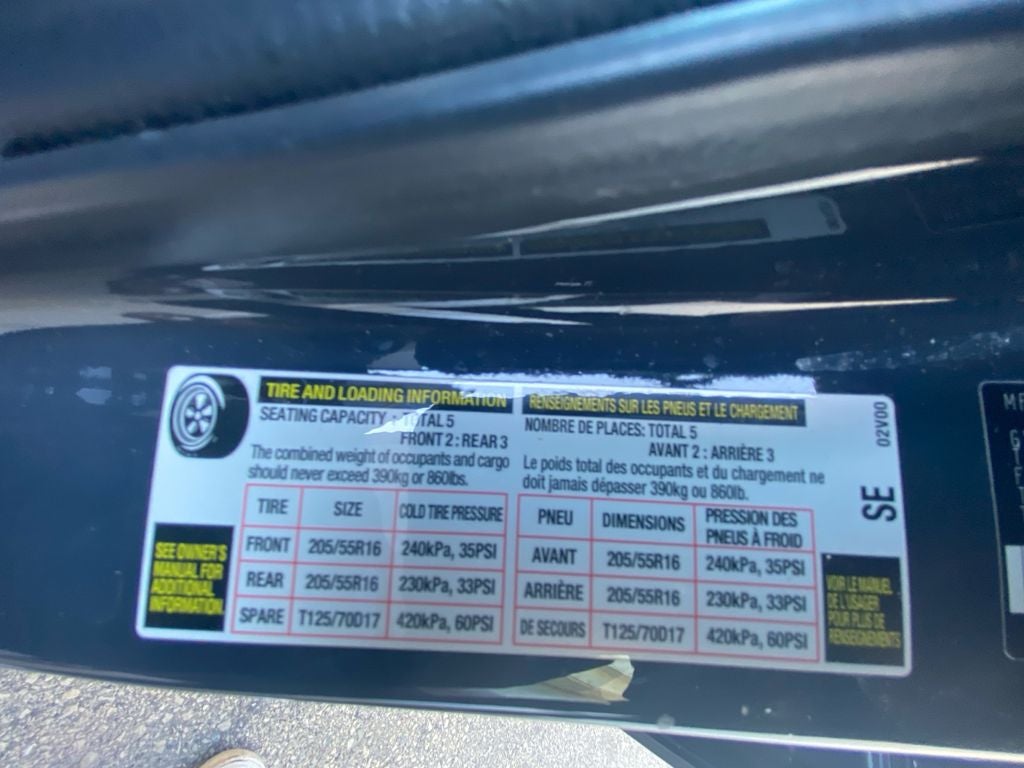 TIRE AND LOADING INFORMATION
SEATING CAPACITY : TOTAL 5
FRONT 2 : REAR 3
The combined weight of occupants and cargo
should never exceed 390kg or 860lbs.
TIRE SIZE COLD TIRE PRESSURE
FRONT 205/55R16 240kPa, 35PSI
REAR 205/55R16 230kPa, 33PSI
SPARE T125/70D17 420kPa, 60PSI
SEE OWNER'S
MANUAL FOR
ADDITIONAL
INFORMATION.
RENSEIGNEMENTS SUR LES PNEUS ET LE CHARGEMENT
NOMBRE DE PLACES: TOTAL 5
AVANT 2 : ARRIÈRE 3
Le poids total des occupants et du chargement ne
doit jamais dépasser 390kg ou 860lb.
PNEU DIMENSIONS PRESSION DES
PNEUS À FROID
AVANT 205/55R16 240kPa, 35PSI
ARRIÈRE 205/55R16 230kPa, 33PSI
DE SECOURS T125/70D17 420kPa, 60PSI
VOIR LE MANUEL
DE L'USAGER
POUR PLUS DE
RENSEIGNEMENTS
02V00
SE